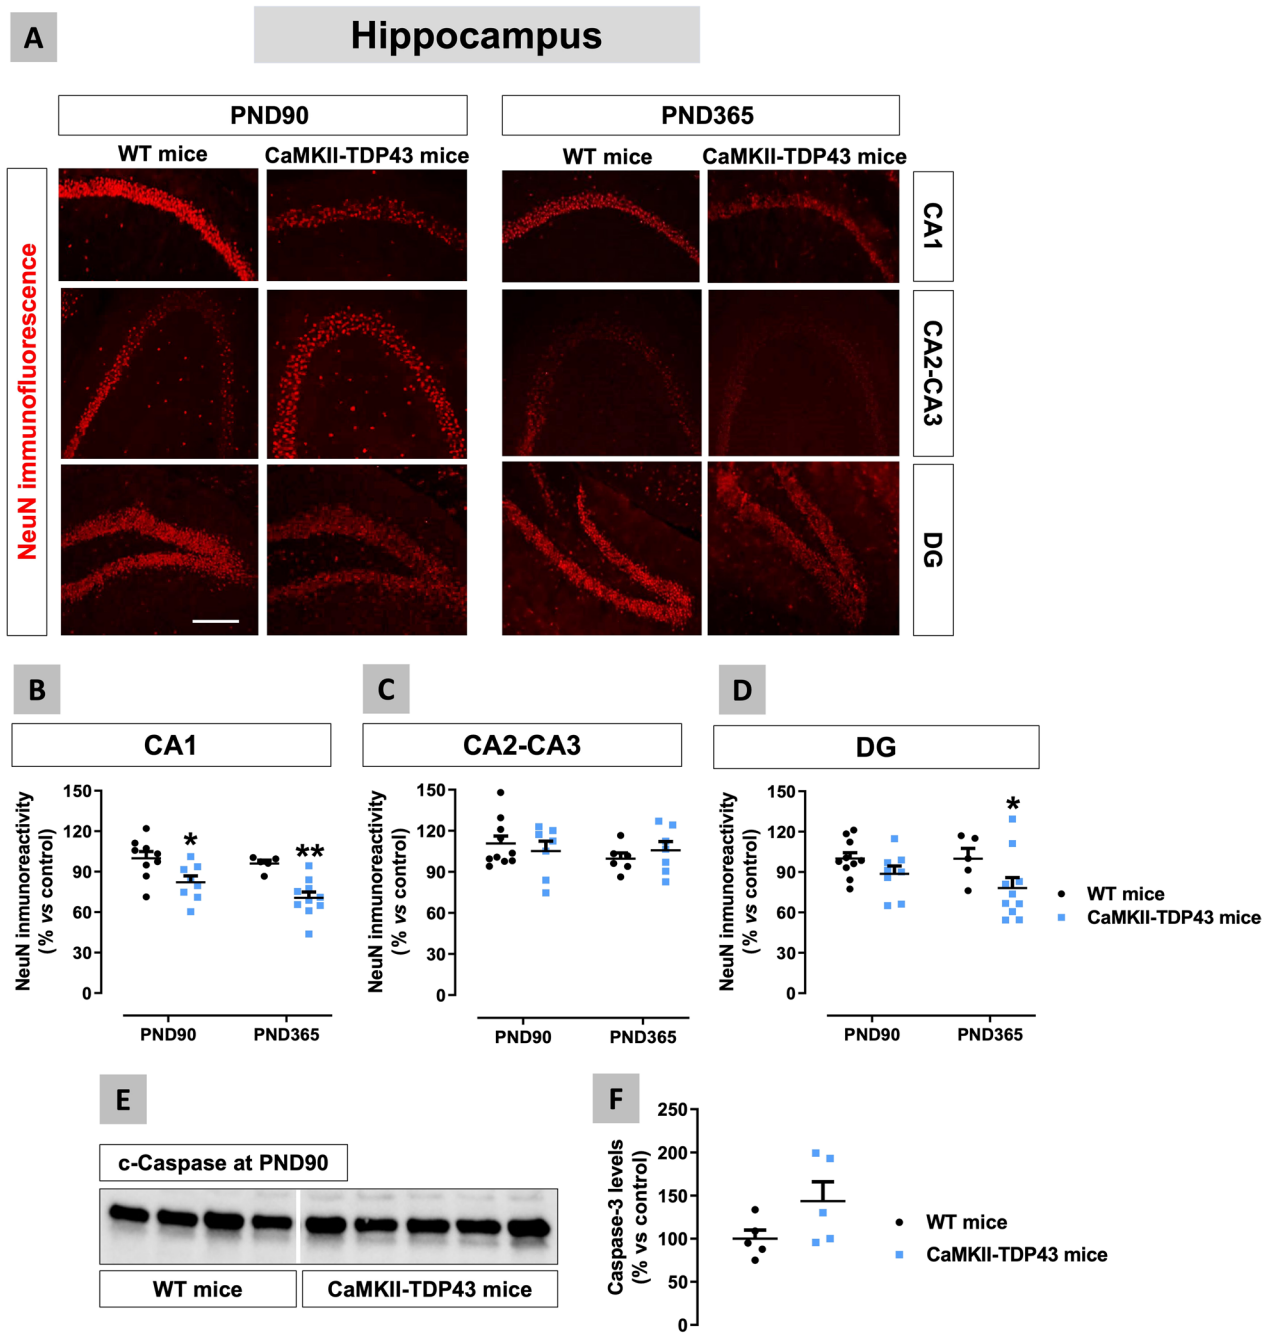 A
Hippocampus
PND90
PND365
WT mice
CaMKII-TDP43 mice
WT mice
CaMKII-TDP43 mice
NeuN immunofluorescence
CA1
CA2-CA3
DG
B
C
D
CA1
CA2-CA3
DG
NeuN inmunoreactivity
(% vs control)
150
120
90
60
30
0
*
**
PND90
PND365
NeuN inmunoreactivity
(% vs control)
150
120
90
60
30
0
PND90
PND365
NeuN inmunoreactivity
(% vs control)
150
120
90
60
30
0
*
PND90
PND365
WT mice
CaMKII-TDP43 mice
E
c-Caspase at PND90
WT mice
CaMKII-TDP43 mice
F
Caspase-3 levels
(% vs control)
250
200
150
100
50
0
WT mice
CaMKII-TDP43 mice